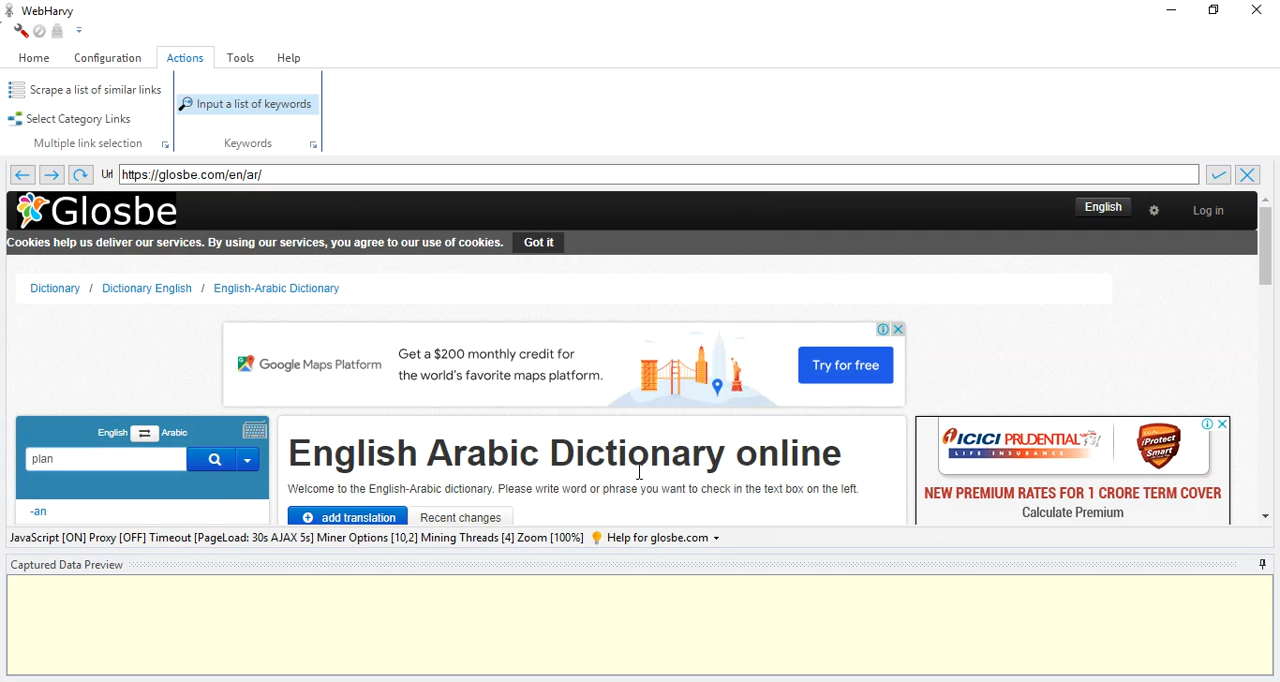 WebHarvy
Home Configuration Actions Tools Help
Scrape a list of similar links
Input a list of keywords
Select Category Links
Multiple link selection
Keywords
Url https://glosbe.com/en/ar/
Glosbe
English
Log in
Cookies help us deliver our services. By using our services, you agree to our use of cookies. Got it
Dictionary / Dictionary English / English-Arabic Dictionary
Google Maps Platform
Get a $200 monthly credit for
the world's favorite maps platform.
Try for free
English Arabic
plan
-an
English Arabic Dictionary online
Welcome to the English-Arabic dictionary. Please write word or phrase you want to check in the text box on the left.
add translation Recent changes
ICICI PRUDENTIAL
LIFE INSURANCE
iProtect
Smart
NEW PREMIUM RATES FOR 1 CRORE TERM COVER
Calculate Premium
JavaScript [ON] Proxy [OFF] Timeout [PageLoad: 30s AJAX 5s] Miner Options [10,2] Mining Threads [4] Zoom [100%] Help for glosbe.com
Captured Data Preview